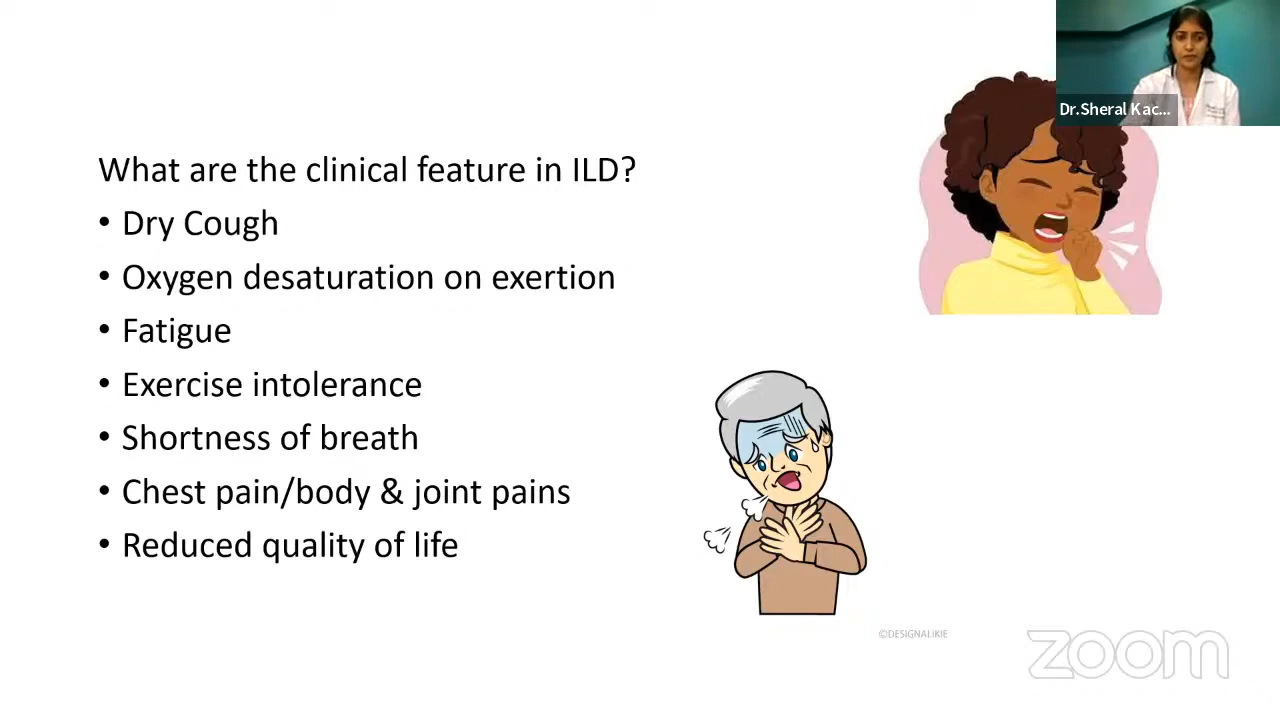 Dr.Sheral Kac...
What are the clinical feature in ILD?
• Dry Cough
• Oxygen desaturation on exertion
• Fatigue
• Exercise intolerance
• Shortness of breath
• Chest pain/body & joint pains
• Reduced quality of life
©DESIGNALIKIE
zoom